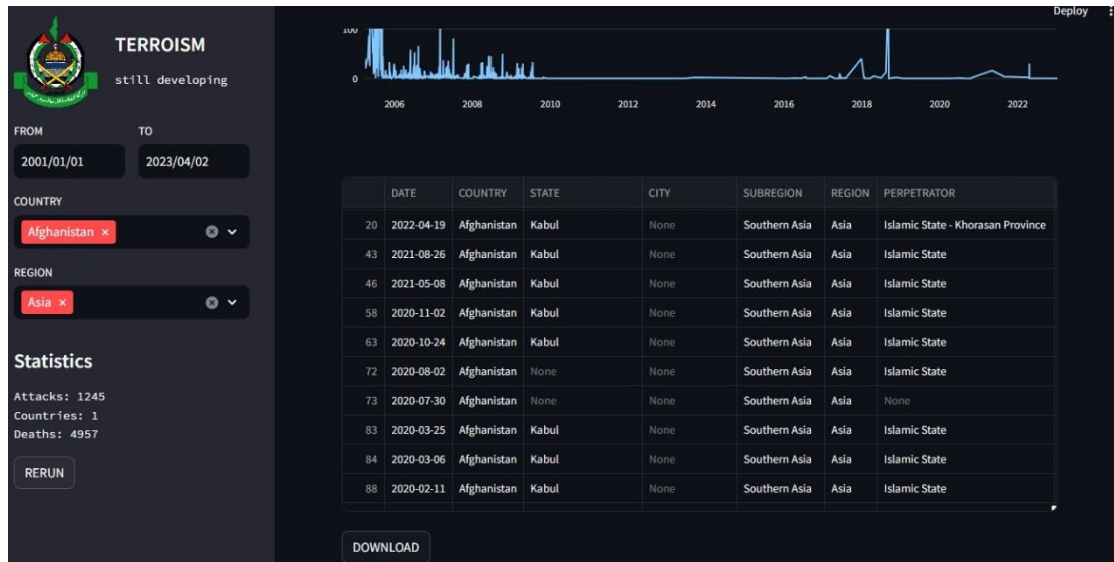 Deploy
TERROISM
still developing
FROM TO
2001/01/01 2023/04/02
COUNTRY
Afghanistan ×
REGION
Asia ×
Statistics
Attacks: 1245
Countries: 1
Deaths: 4957
RERUN
100
0
2006 2008 2010 2012 2014 2016 2018 2020 2022
DATE COUNTRY STATE CITY SUBREGION REGION PERPETRATOR
20 2022-04-19 Afghanistan Kabul None Southern Asia Asia Islamic State - Khorasan Province
43 2021-08-26 Afghanistan Kabul None Southern Asia Asia Islamic State
46 2021-05-08 Afghanistan Kabul None Southern Asia Asia Islamic State
58 2020-11-02 Afghanistan Kabul None Southern Asia Asia Islamic State
63 2020-10-24 Afghanistan Kabul None Southern Asia Asia Islamic State
72 2020-08-02 Afghanistan None None Southern Asia Asia Islamic State
73 2020-07-30 Afghanistan None None Southern Asia Asia None
83 2020-03-25 Afghanistan Kabul None Southern Asia Asia Islamic State
84 2020-03-06 Afghanistan Kabul None Southern Asia Asia Islamic State
88 2020-02-11 Afghanistan Kabul None Southern Asia Asia Islamic State
DOWNLOAD